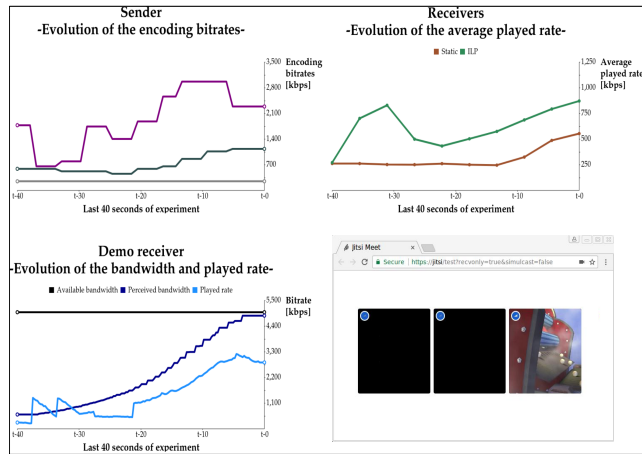 Sender
-Evolution of the encoding bitrates-
3,500
Encoding
bitrates
[kbps]
2,800
2,100
1,400
700
t-40
t-30
t-20
t-10
t-0
Last 40 seconds of experiment
Receivers
-Evolution of the average played rate-
Static
ILP
1,250
Average
played rate
[kbps]
1,000
750
500
250
t-40
t-30
t-20
t-10
t-0
Last 40 seconds of experiment
Demo receiver
-Evolution of the bandwidth and played rate-
Available bandwidth
Perceived bandwidth
Played rate
5,500
Bitrate
[kbps]
4,400
3,300
2,200
1,100
t-40
t-30
t-20
t-10
t-0
Last 40 seconds of experiment
Jitsi Meet
Secure
https://jitsi/test?recvonly=true&simulcast=false